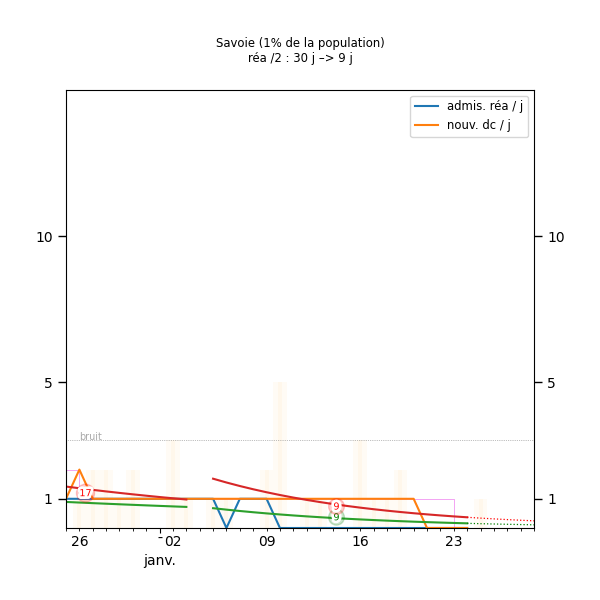 Savoie (1% de la population)
réa /2 : 30 j –> 9 j
admis. réa / j
nouv. dc / j
10
10
5
5
bruit
17
9
9
1
1
26
02
09
16
23
janv.